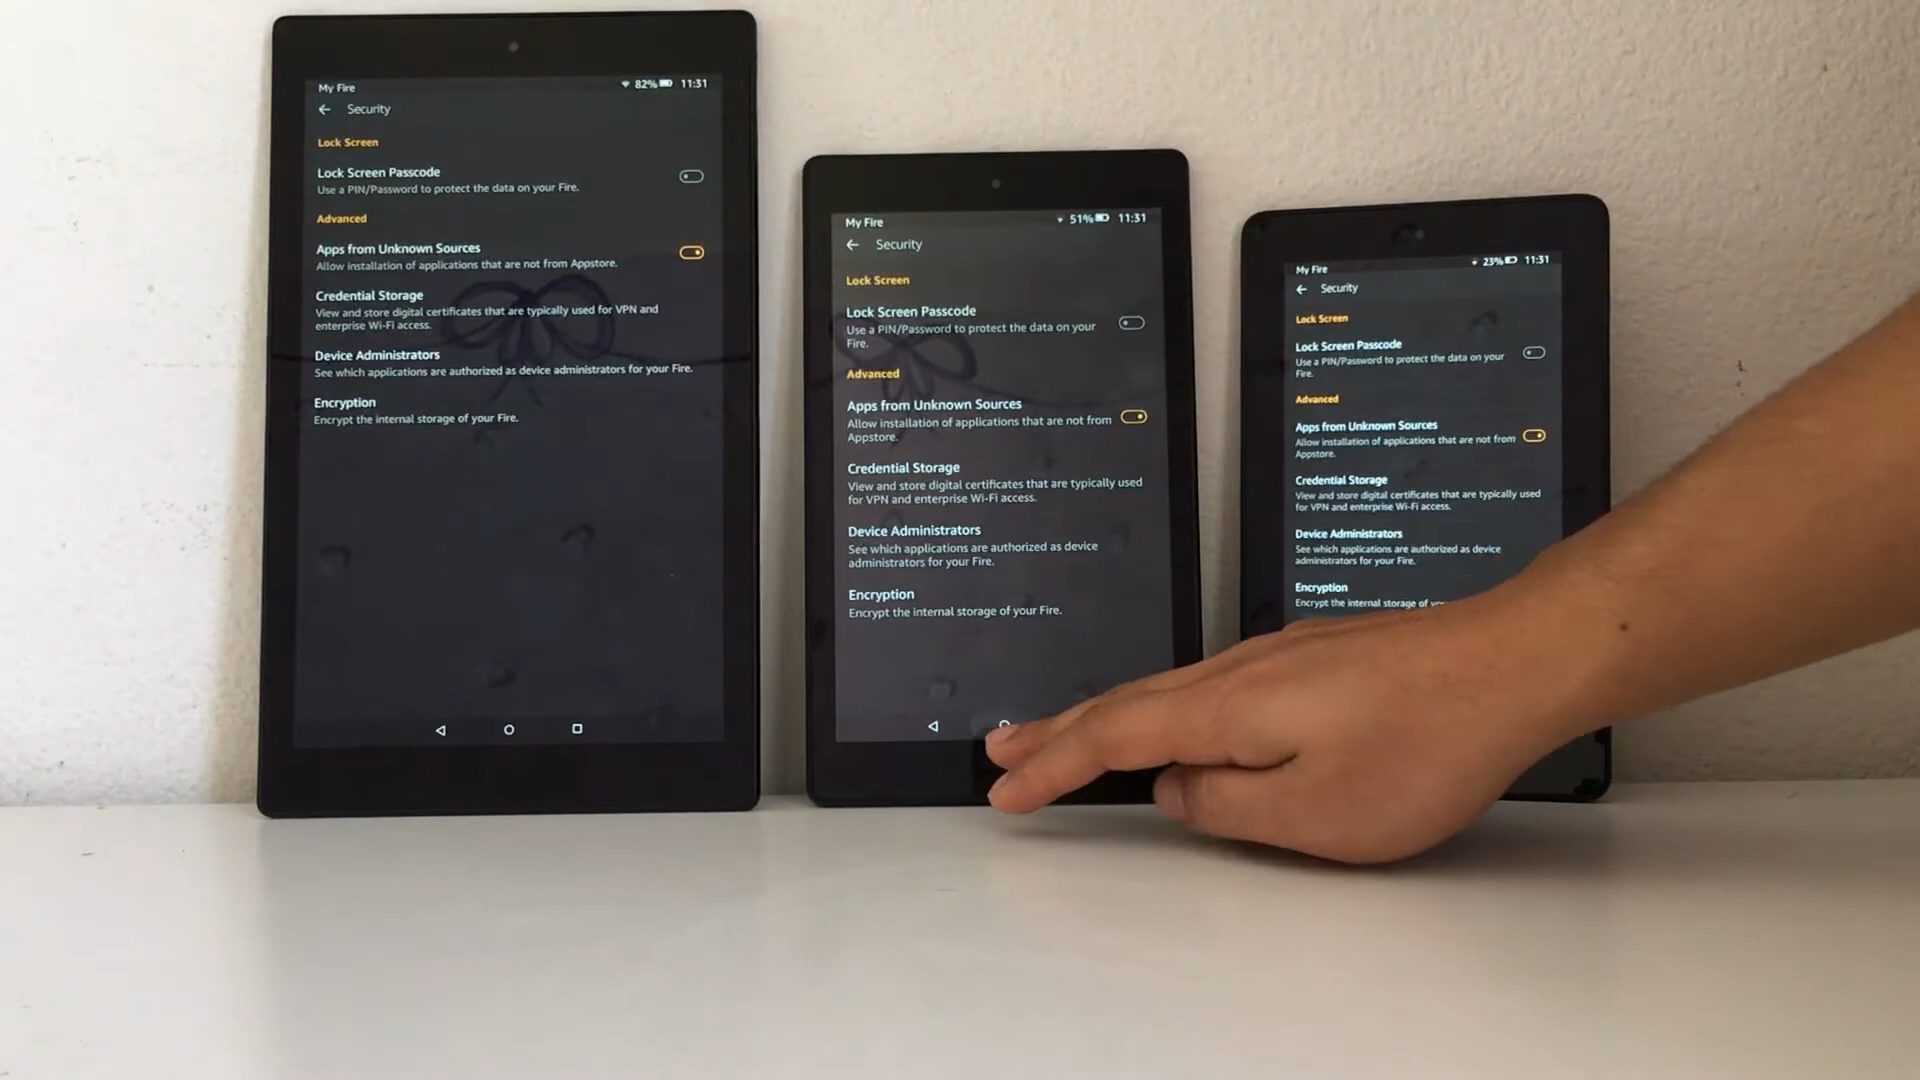 My Fire 82% 11:31
Security
Lock Screen
Lock Screen Passcode
Use a PIN/Password to protect the data on your Fire.
Advanced
Apps from Unknown Sources
Allow installation of applications that are not from Appstore.
Credential Storage
View and store digital certificates that are typically used for VPN and
enterprise Wi-Fi access.
Device Administrators
See which applications are authorized as device administrators for your Fire.
Encryption
Encrypt the internal storage of your Fire.
My Fire 51% 11:31
Security
Lock Screen
Lock Screen Passcode
Use a PIN/Password to protect the data on your
Fire.
Advanced
Apps from Unknown Sources
Allow installation of applications that are not from
Appstore.
Credential Storage
View and store digital certificates that are typically used
for VPN and enterprise Wi-Fi access.
Device Administrators
See which applications are authorized as device
administrators for your Fire.
Encryption
Encrypt the internal storage of your Fire.
My Fire 23% 11:31
Security
Lock Screen
Lock Screen Passcode
Use a PIN/Password to protect the data on your
Fire.
Advanced
Apps from Unknown Sources
Allow installation of applications that are not from
Appstore.
Credential Storage
View and store digital certificates that are typically used
for VPN and enterprise Wi-Fi access.
Device Administrators
See which applications are authorized as device
administrators for your Fire.
Encryption
Encrypt the internal storage of